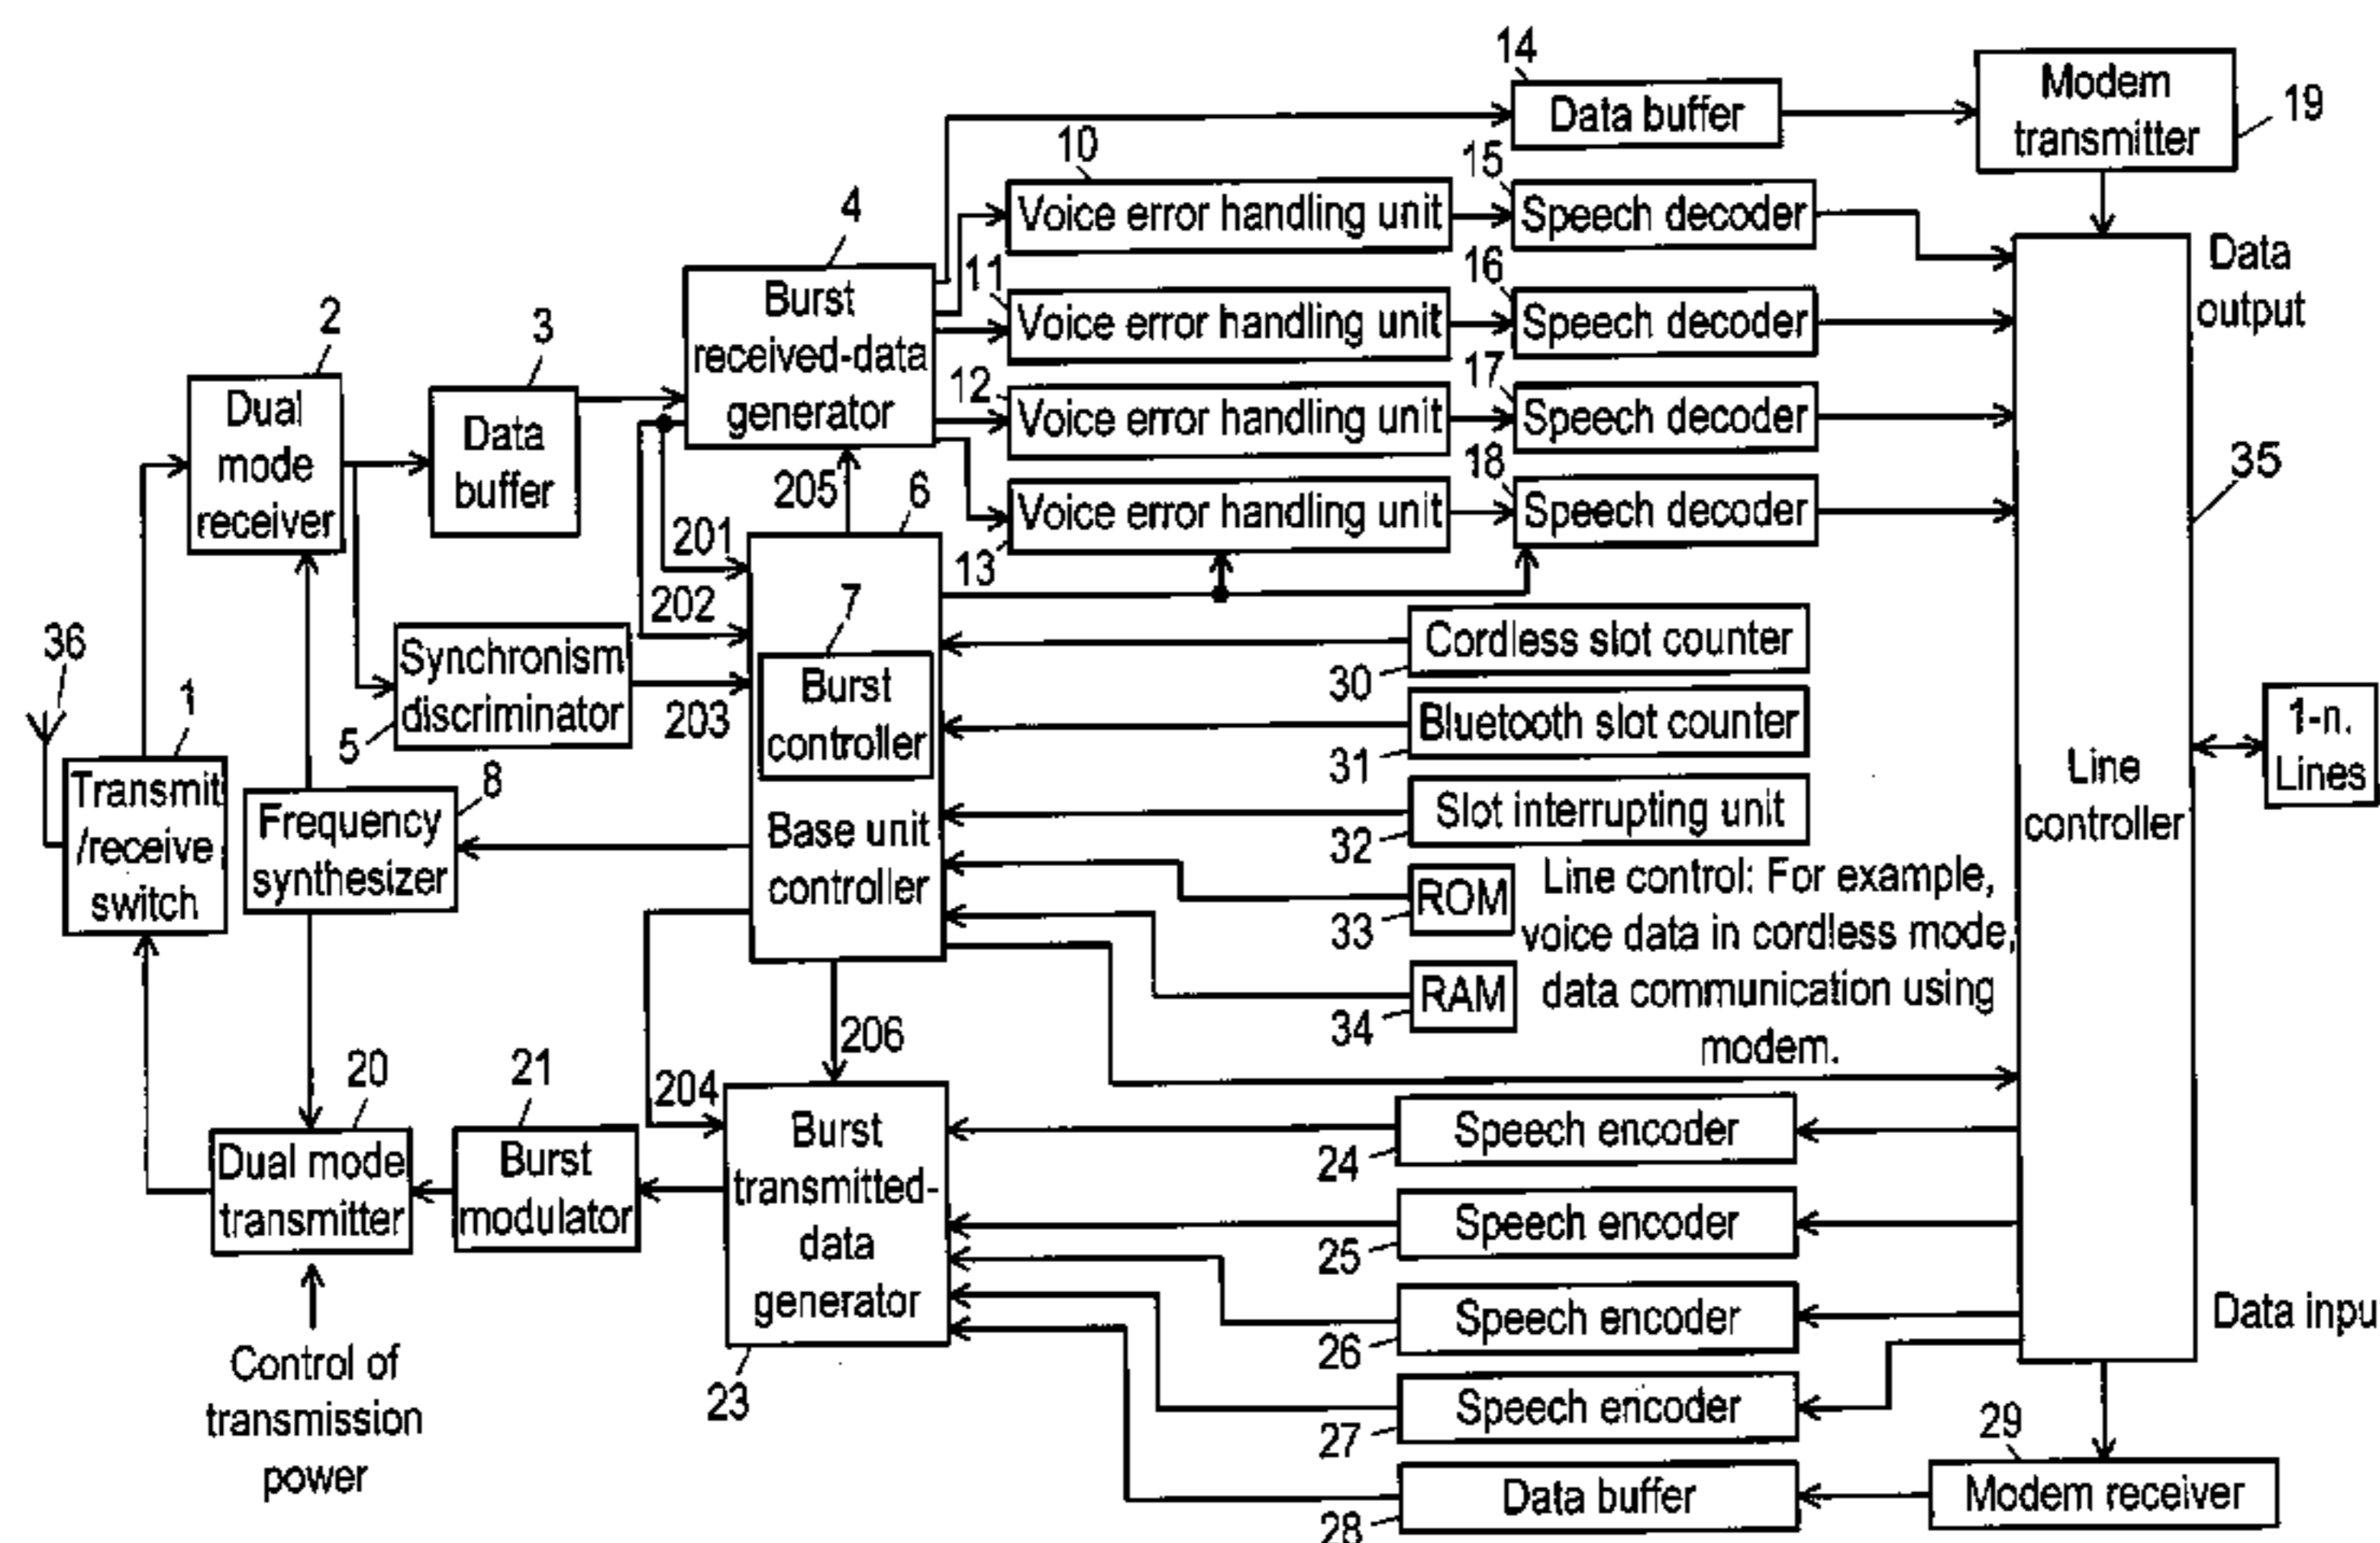 14
Data buffer
Modem
transmitter
19
10
Voice error handling unit
15
Speech decoder
4
Burst
received-data
generator
11
Voice error handling unit
16
Speech decoder
Data
output
2
Dual
mode
receiver
3
Data
buffer
12
Voice error handling unit
17
Speech decoder
205
6
13
Voice error handling unit
18
Speech decoder
35
201
202
7
Burst
controller
Base unit
controller
36
1
Transmit
/receive
switch
Synchronism
discriminator
5
203
8
Frequency
synthesizer
Cordless slot counter
30
Bluetooth slot counter
31
Slot interrupting unit
32
ROM
33
RAM
34
Line control: For example,
voice data in cordless mode,
data communication using
modem.
Line
controller
1-n.
Lines
206
204
20
Dual mode
transmitter
21
Burst
modulator
Burst
transmitted-
data
generator
23
Speech encoder
24
Speech encoder
25
Speech encoder
26
Speech encoder
27
Data buffer
28
29
Modem receiver
Data inpu
Control of
transmission
power